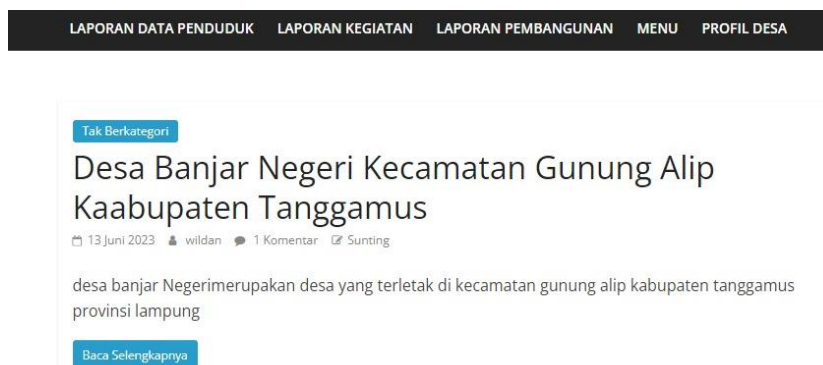 LAPORAN DATA PENDUDUK LAPORAN KEGIATAN LAPORAN PEMBANGUNAN MENU PROFIL DESA
Tak Berkategori
Desa Banjar Negeri Kecamatan Gunung Alip
Kaabupaten Tanggamus
13 Juni 2023 wildan 1 Komentar Sunting
desa banjar Negerimerupakan desa yang terletak di kecamatan gunung alip kabupaten tanggamus
provinsi lampung
Baca Selengkapnya